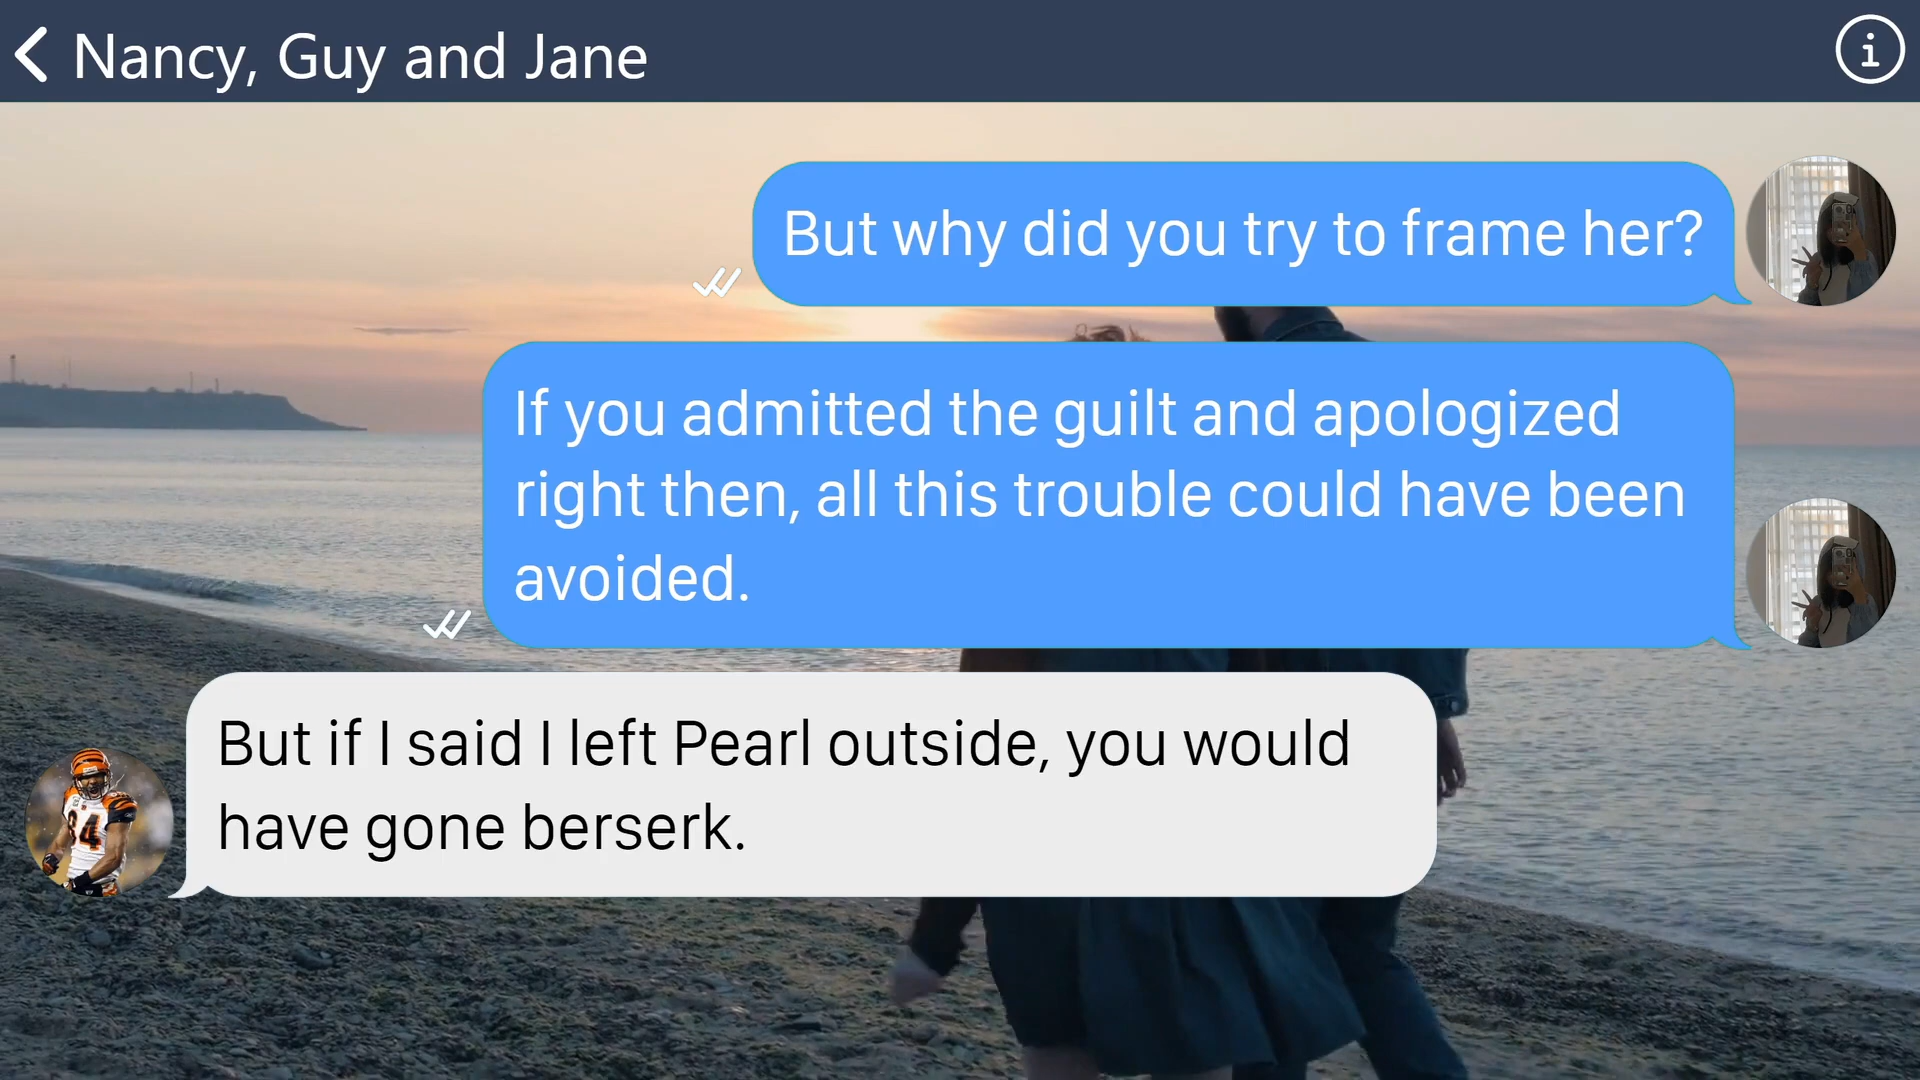 Nancy, Guy and Jane
But why did you try to frame her?
If you admitted the guilt and apologized
right then, all this trouble could have been
avoided.
But if I said I left Pearl outside, you would
have gone berserk.
84